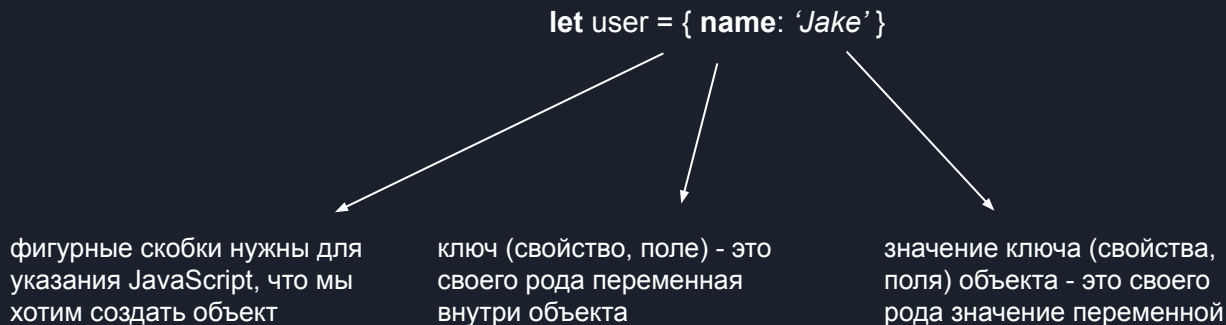 let user = { name: ‘Jake’ }
фигурные скобки нужны для
указания JavaScript, что мы
хотим создать объект
ключ (свойство, поле) - это
своего рода переменная
внутри объекта
значение ключа (свойства,
поля) объекта - это своего
рода значение переменной